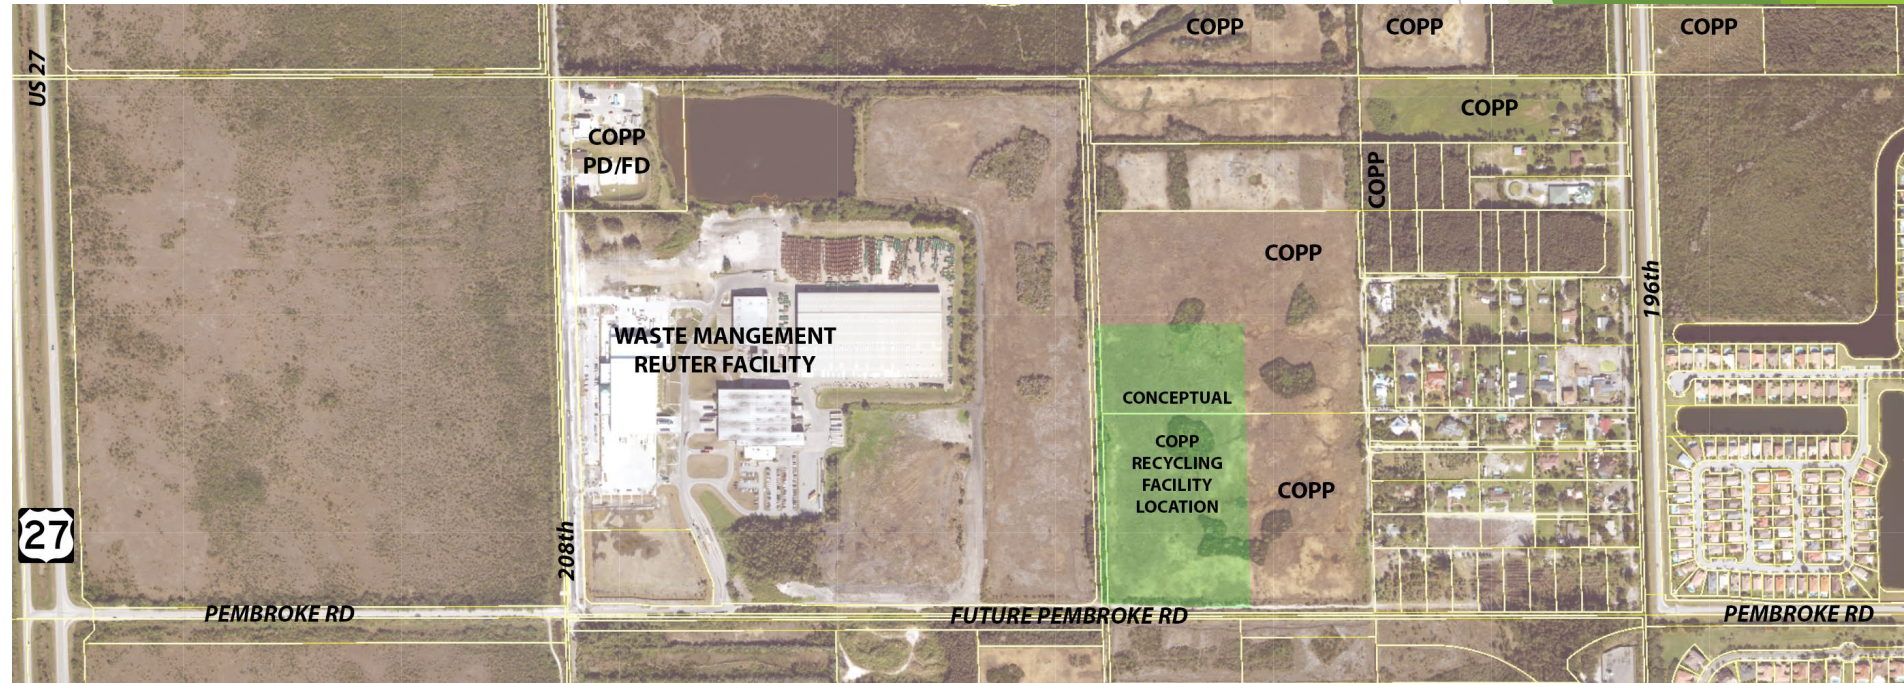 COPP
COPP
COPP
US 27
COPP
COPP
PD/FD
COPP
COPP
196th
WASTE MANGEMENT
REUTER FACILITY
CONCEPTUAL
COPP
RECYCLING
FACILITY
LOCATION
COPP
27
208th
PEMBROKE RD
FUTURE PEMBROKE RD
PEMBROKE RD